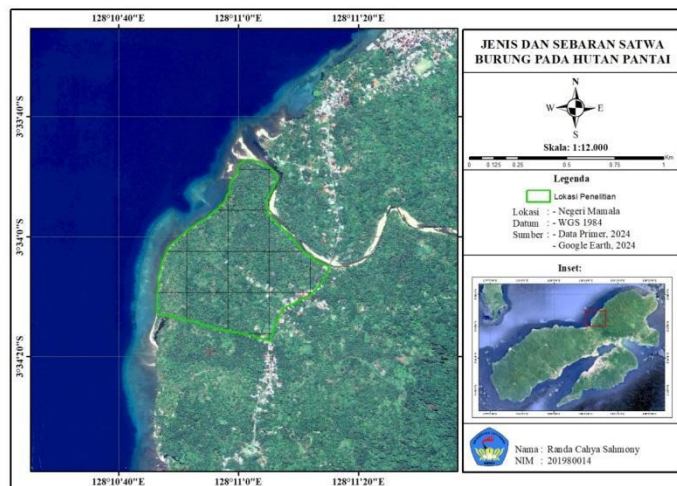 128°10'40"E 128°11'0"E 128°11'20"E
3°33'40"S
3°34'0"S
3°34'20"S
128°10'40"E 128°11'0"E 128°11'20"E
JENIS DAN SEBARAN SATWA
BURUNG PADA HUTAN PANTAI
N
W E
S
Skala: 1:12.000
Km
0 0.125 0.25 0.5 0.75 1
Legenda
Lokasi Penelitian
Lokasi : - Negeri Mamala
Datum : - WGS 1984
Sumber : - Data Primer, 2024
- Google Earth, 2024
Inset:
Nama : Randa Cahya Sahmony
NIM : 201980014